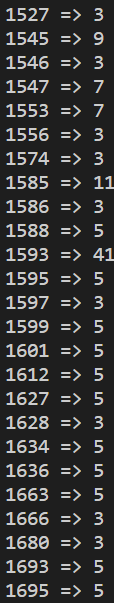 1527 => 3
1545 => 9
1546 => 3
1547 => 7
1553 => 7
1556 => 3
1574 => 3
1585 => 11
1586 => 3
1588 => 5
1593 => 41
1595 => 5
1597 => 3
1599 => 5
1601 => 5
1612 => 5
1627 => 5
1628 => 3
1634 => 5
1636 => 5
1663 => 5
1666 => 3
1680 => 3
1693 => 5
1695 => 5